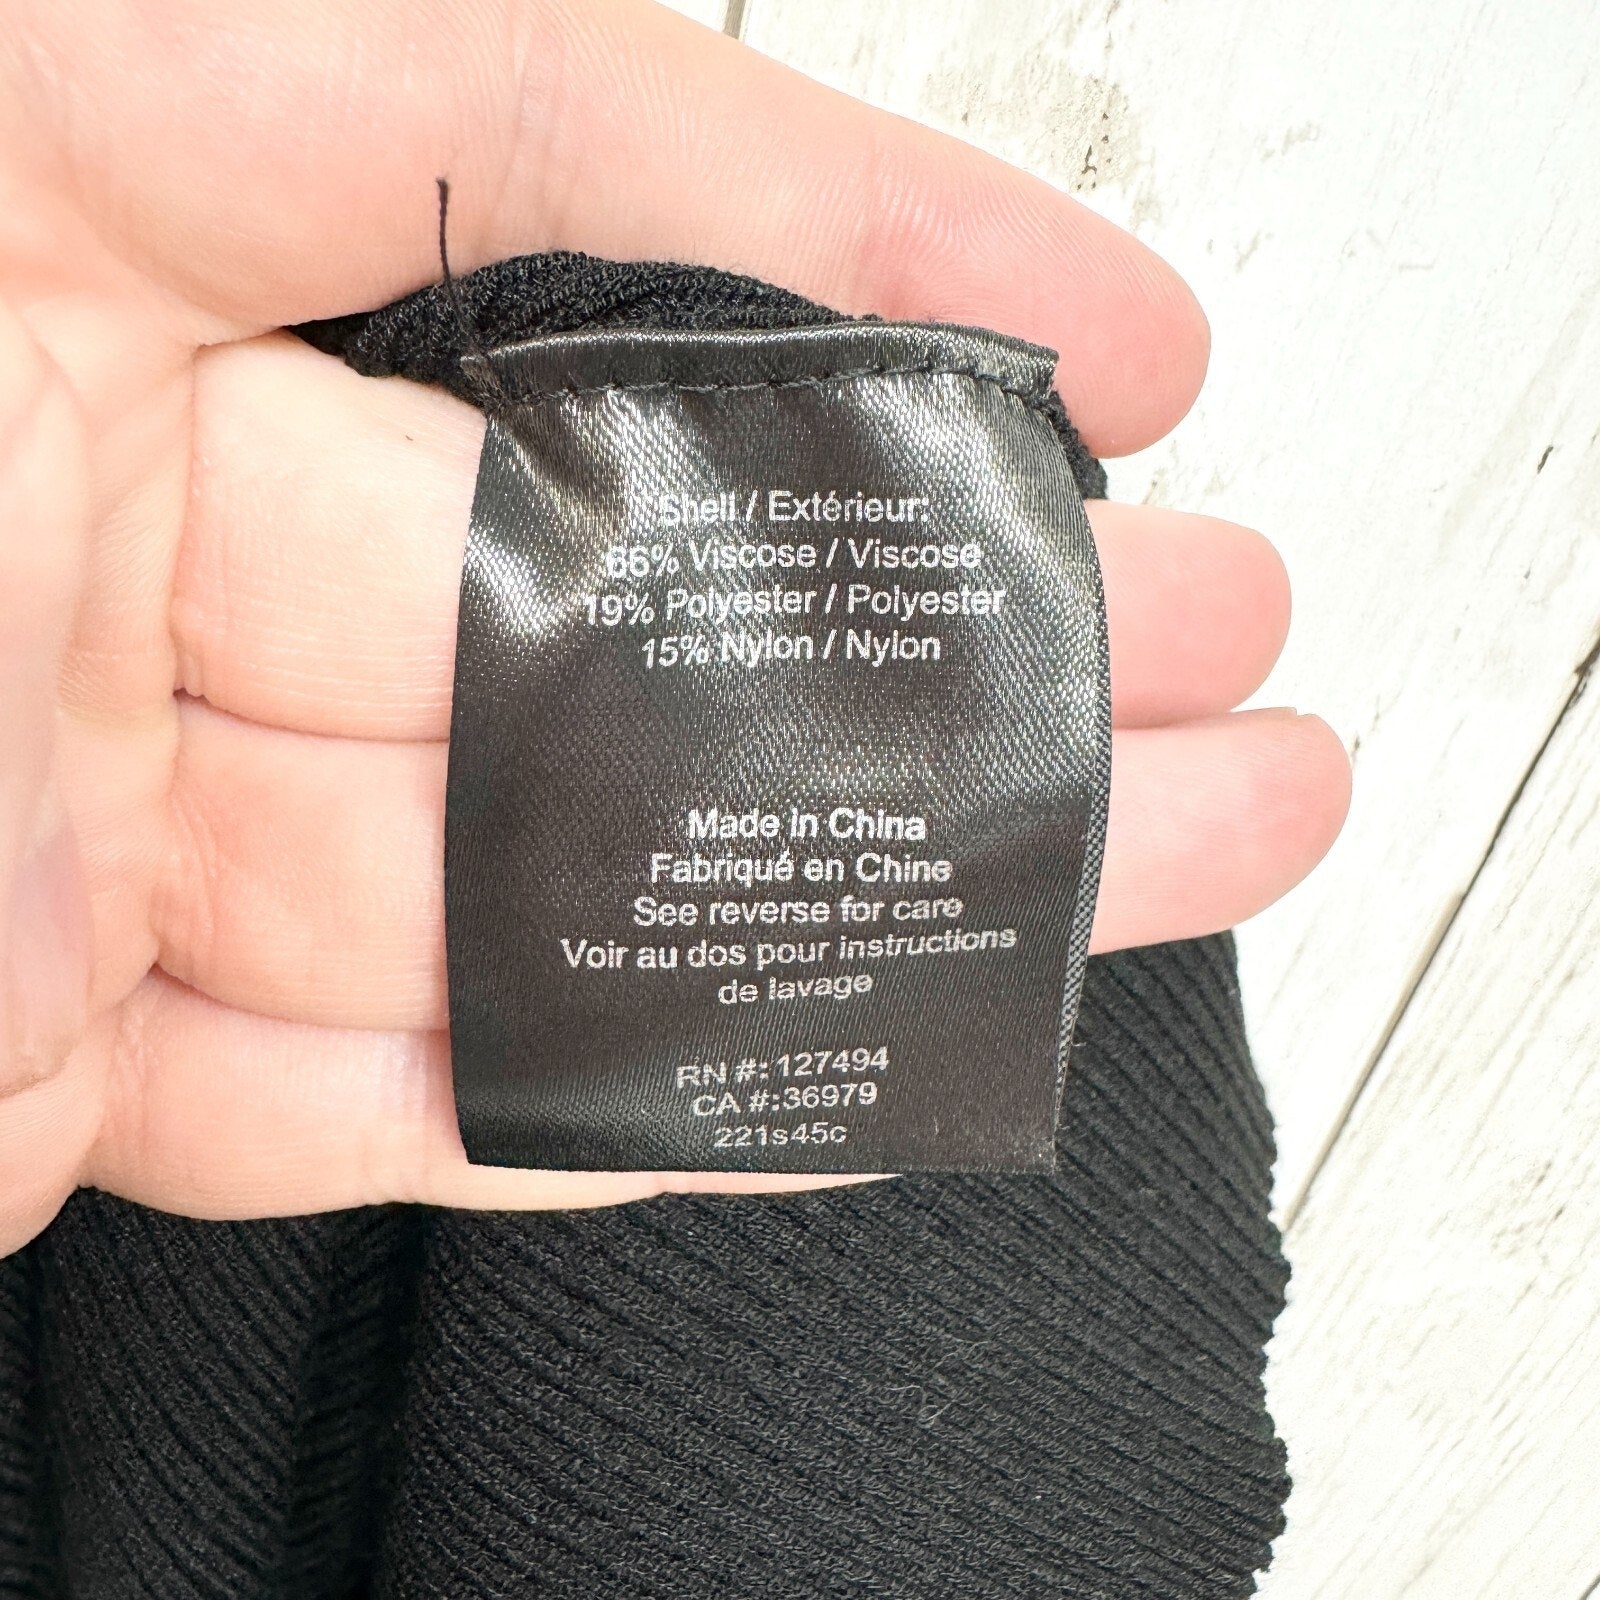 Shell / Extérieur:
66% Viscose / Viscose
19% Polyester / Polyester
15% Nylon / Nylon
Made in China
Fabriqué en Chine
See reverse for care
Voir au dos pour instructions
de lavage
RN #: 127494
CA #:36979
221s45c